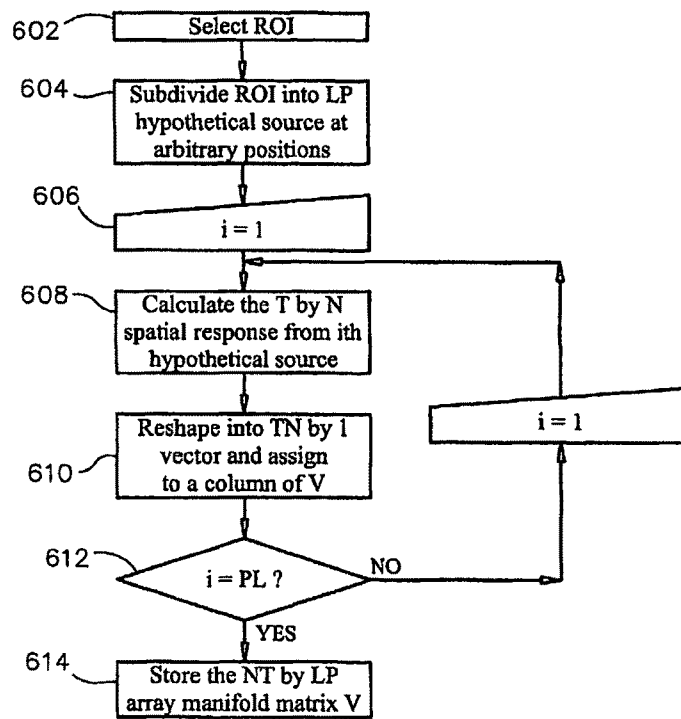 602
Select ROI
604
Subdivide ROI into LP
hypothetical source at
arbitrary positions
606
i = 1
608
Calculate the T by N
spatial response from ith
hypothetical source
i = 1
610
Reshape into TN by 1
vector and assign
to a column of V
612
i = PL ?
NO
YES
614
Store the NT by LP
array manifold matrix V